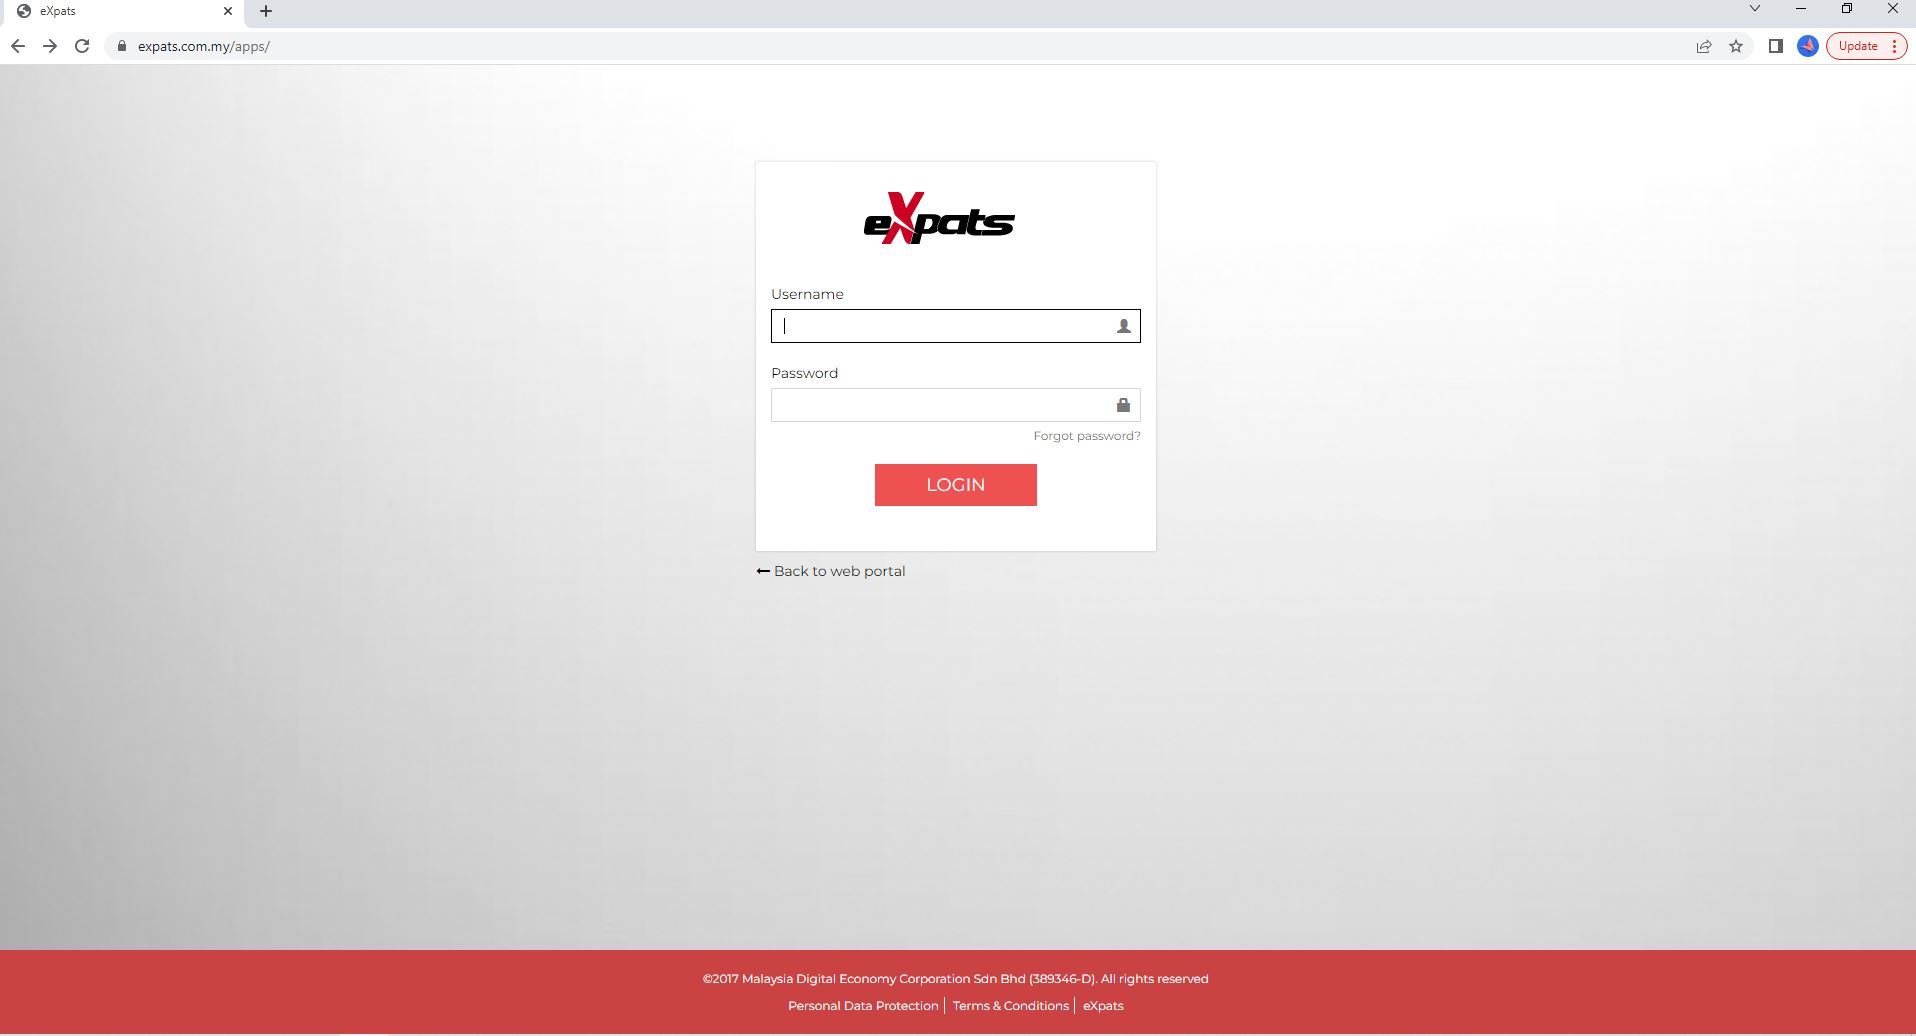 eXpats
expats.com.my/apps/
Update
eXpats
Username
Password
Forgot password?
LOGIN
Back to web portal
©2017 Malaysia Digital Economy Corporation Sdn Bhd (389346-D). All rights reserved
Personal Data Protection | Terms & Conditions | eXpats